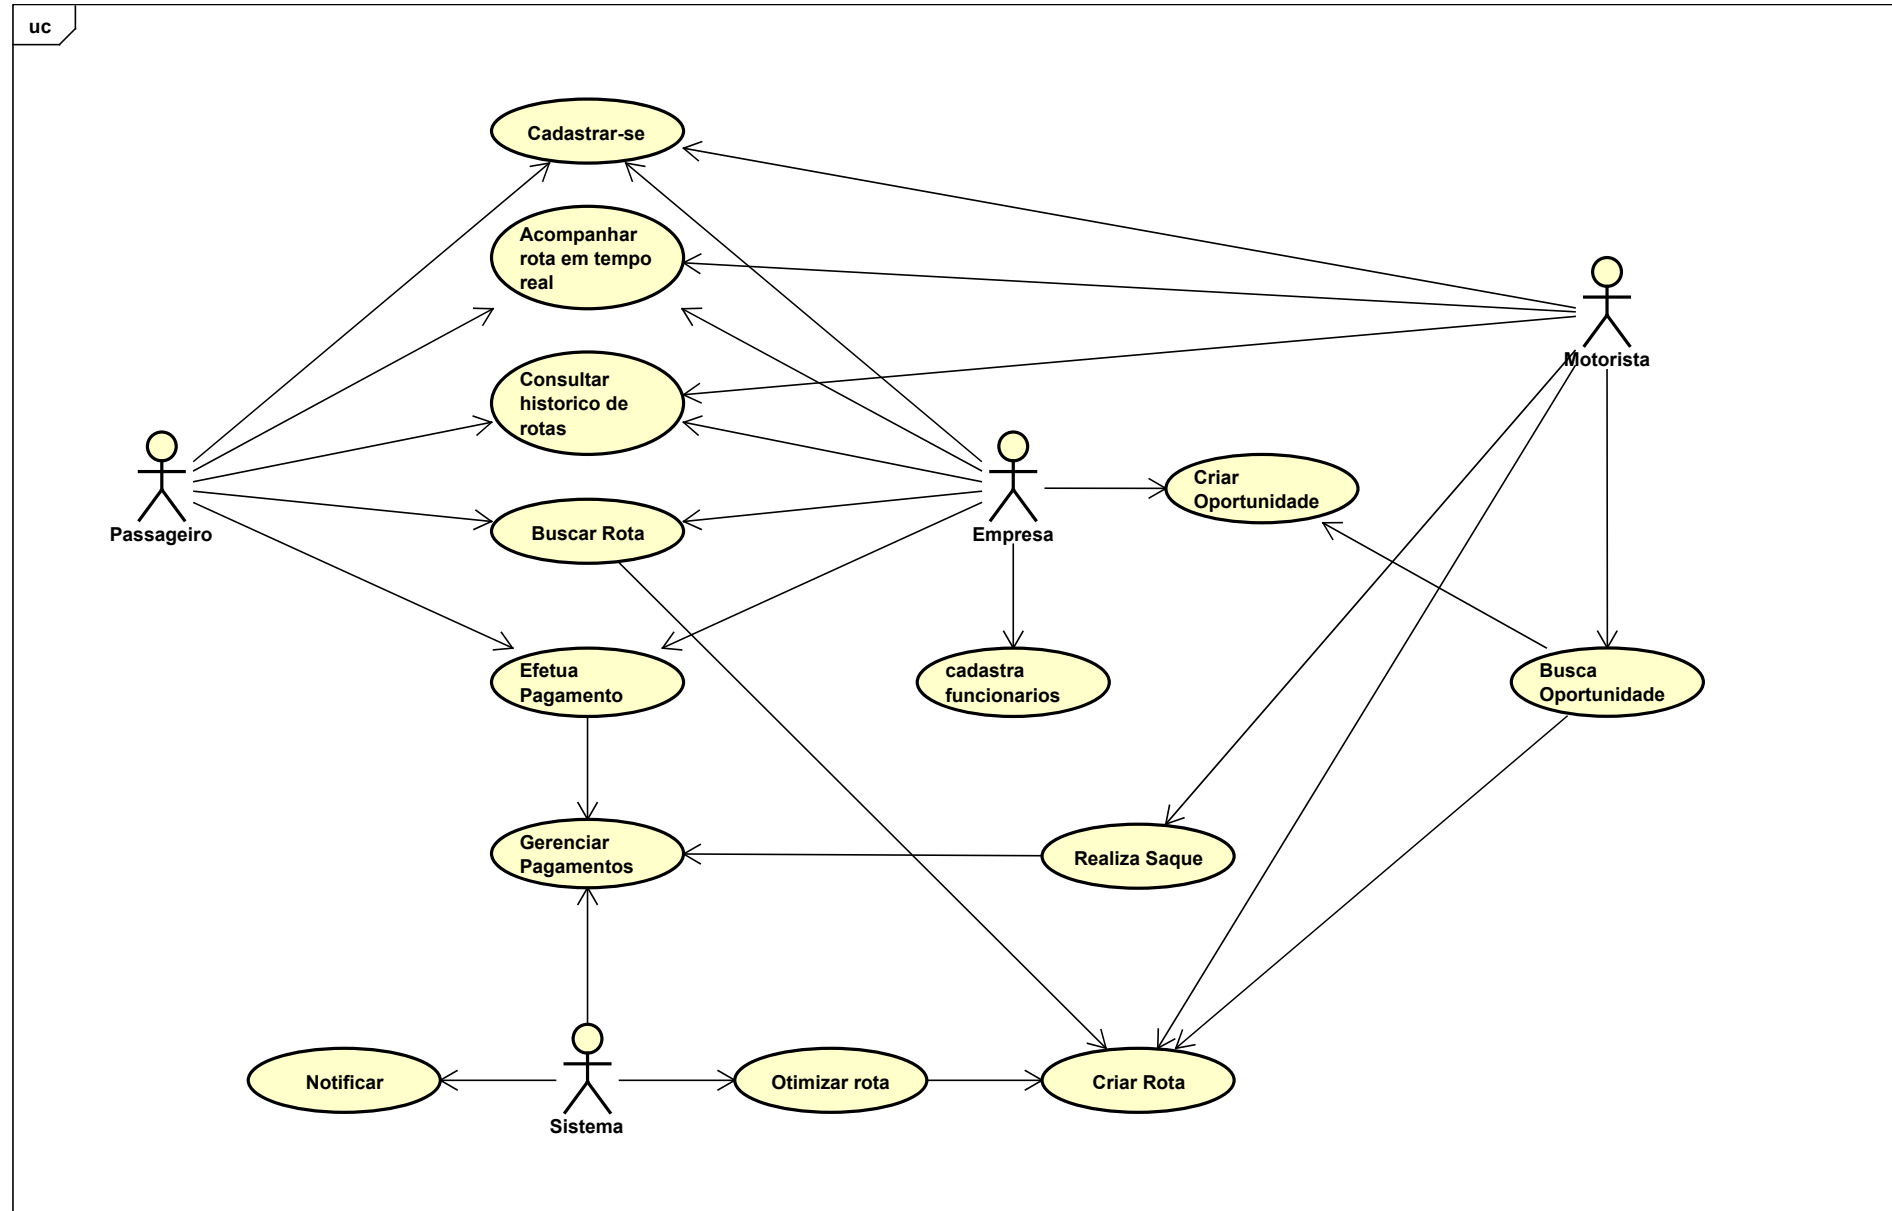 uc
Cadastrar-se
Acompanhar
rota em tempo
real
Motorista
Consultar
historico de
rotas
Passageiro
Buscar Rota
Empresa
Criar
Oportunidade
Efetua
Pagamento
cadastra
funcionarios
Busca
Oportunidade
Gerenciar
Pagamentos
Realiza Saque
Notificar
Sistema
Otimizar rota
Criar Rota